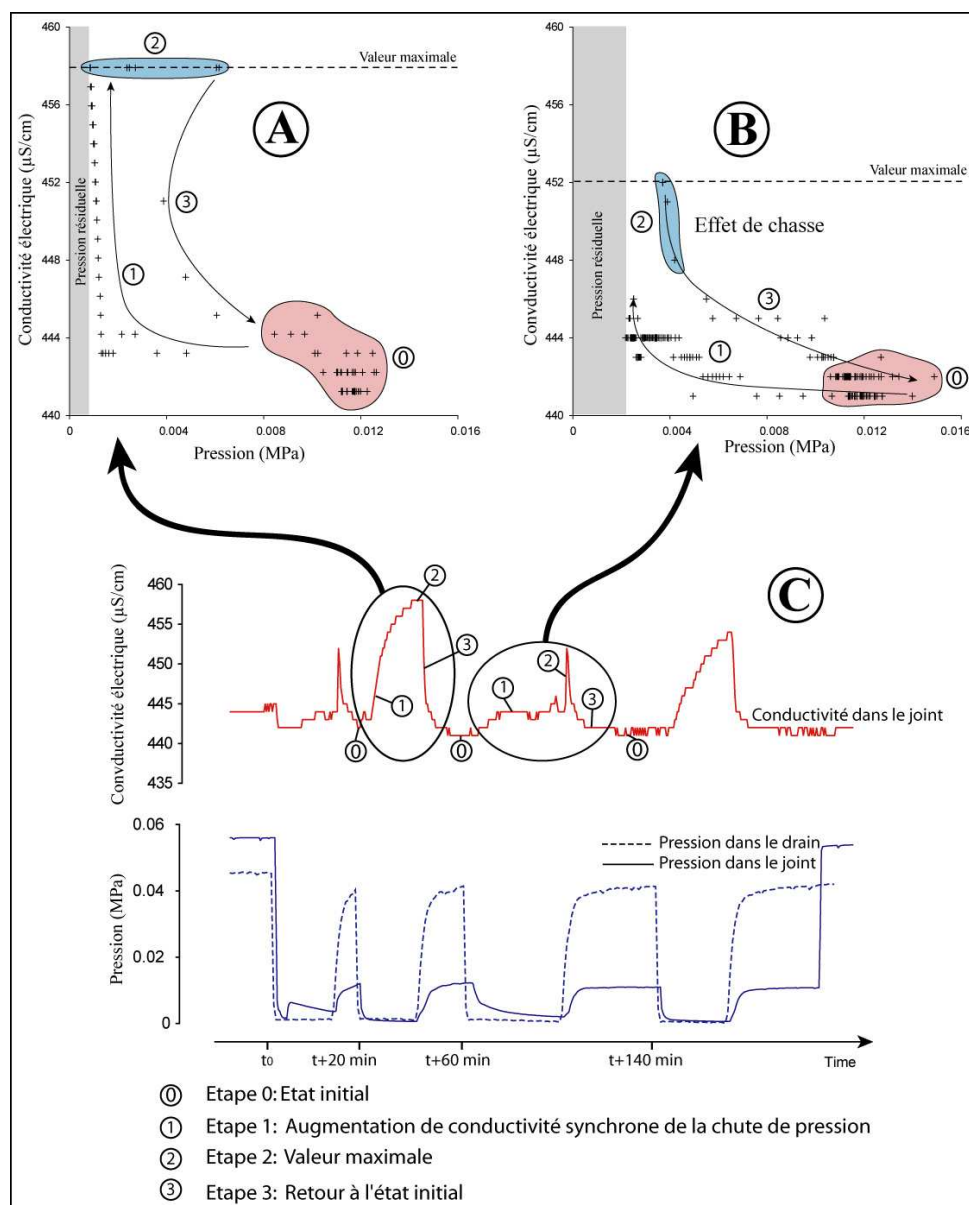 460
456
452
448
444
440
Conductivité électrique (µS/cm)
Pression résiduelle
2
Valeur maximale
A
3
1
0
0
0.004
0.008
0.012
0.016
Pression (MPa)
460
456
452
448
444
440
Convductivité électrique (µS/cm)
Pression résiduelle
B
Valeur maximale
2
Effet de chasse
3
1
0
0
0.004
0.008
0.012
0.016
Pression (MPa)
C
460
455
450
445
440
435
Convductivité électrique (µS/cm)
2
3
1
0
0
1
2
3
0
Conductivité dans le joint
0.06
0.04
0.02
0
Pression (MPa)
Pression dans le drain
Pression dans le joint
t0
t+20 min
t+60 min
t+140 min
Time
0 Etape 0: Etat initial
1 Etape 1: Augmentation de conductivité synchrone de la chute de pression
2 Etape 2: Valeur maximale
3 Etape 3: Retour à l'état initial